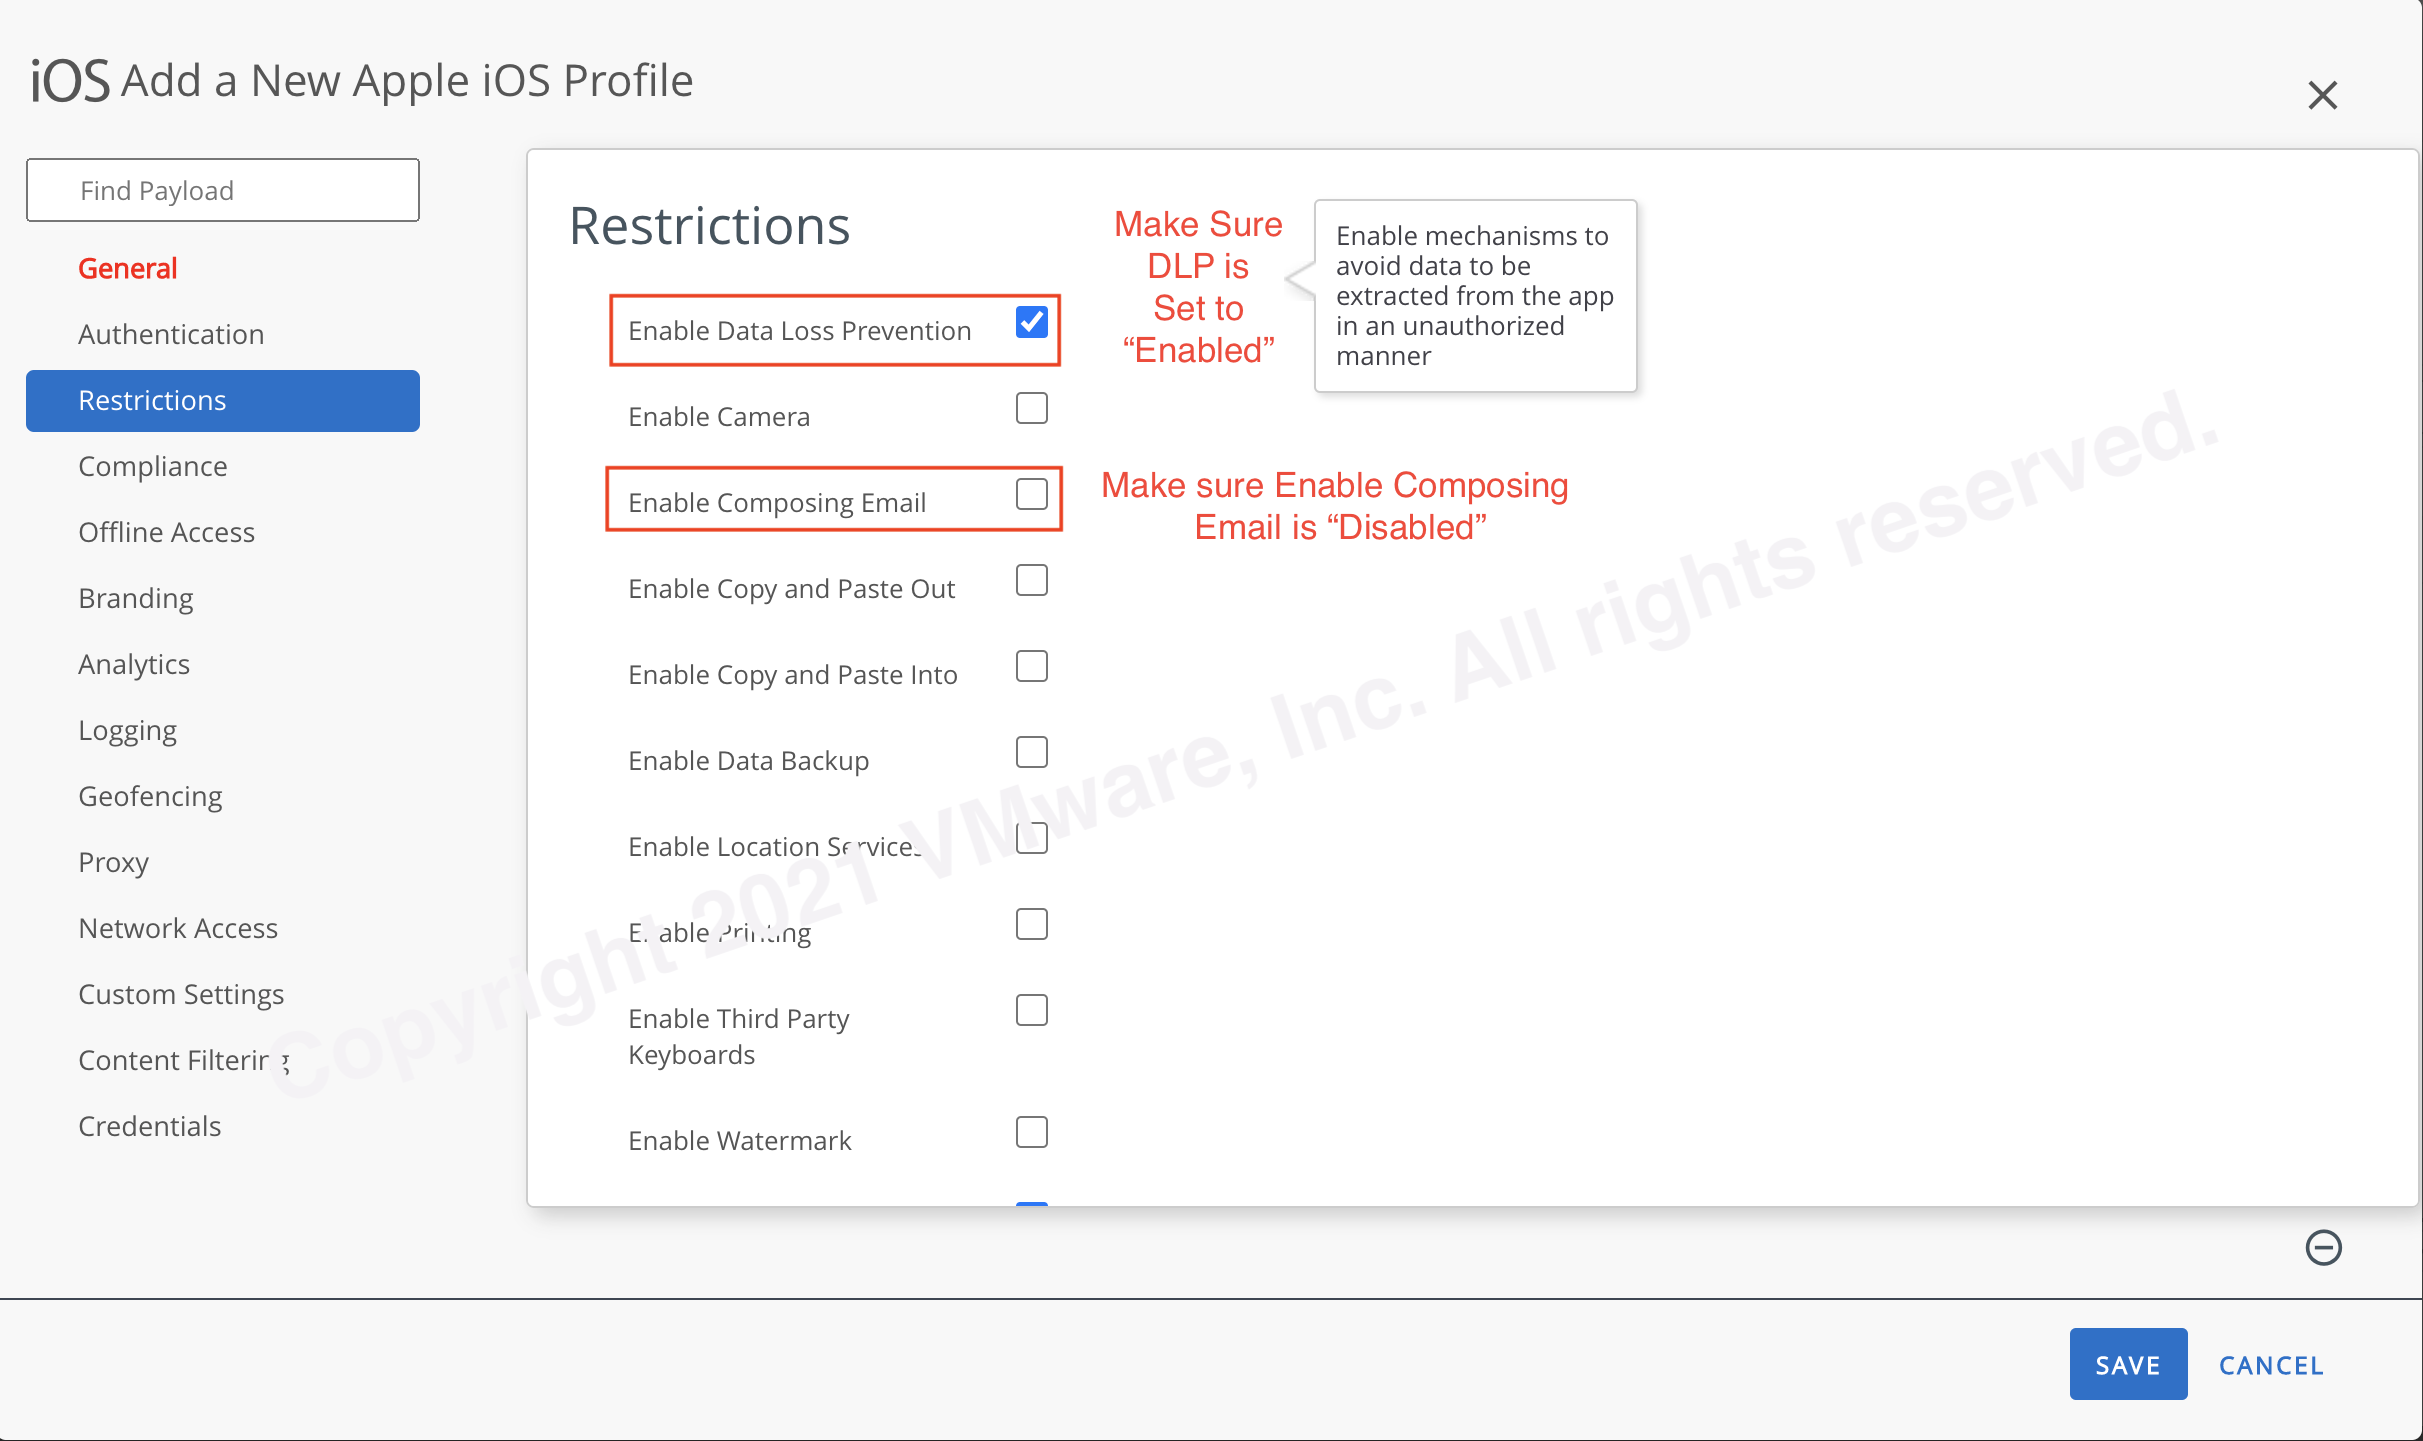 iOS Add a New Apple iOS Profile
Find Payload
General
Authentication
Restrictions
Compliance
Offline Access
Branding
Analytics
Logging
Geofencing
Proxy
Network Access
Custom Settings
Content Filtering
Credentials
Restrictions
Enable Data Loss Prevention
Make Sure
DLP is
Set to
“Enabled”
Enable mechanisms to
avoid data to be
extracted from the app
in an unauthorized
manner
Enable Camera
Enable Composing Email
Make sure Enable Composing
Email is “Disabled”
Enable Copy and Paste Out
Enable Copy and Paste Into
Enable Data Backup
Enable Location Services
Enable Printing
Enable Third Party
Keyboards
Enable Watermark
Copyright 2021 VMware, Inc. All rights reserved.
SAVE
CANCEL